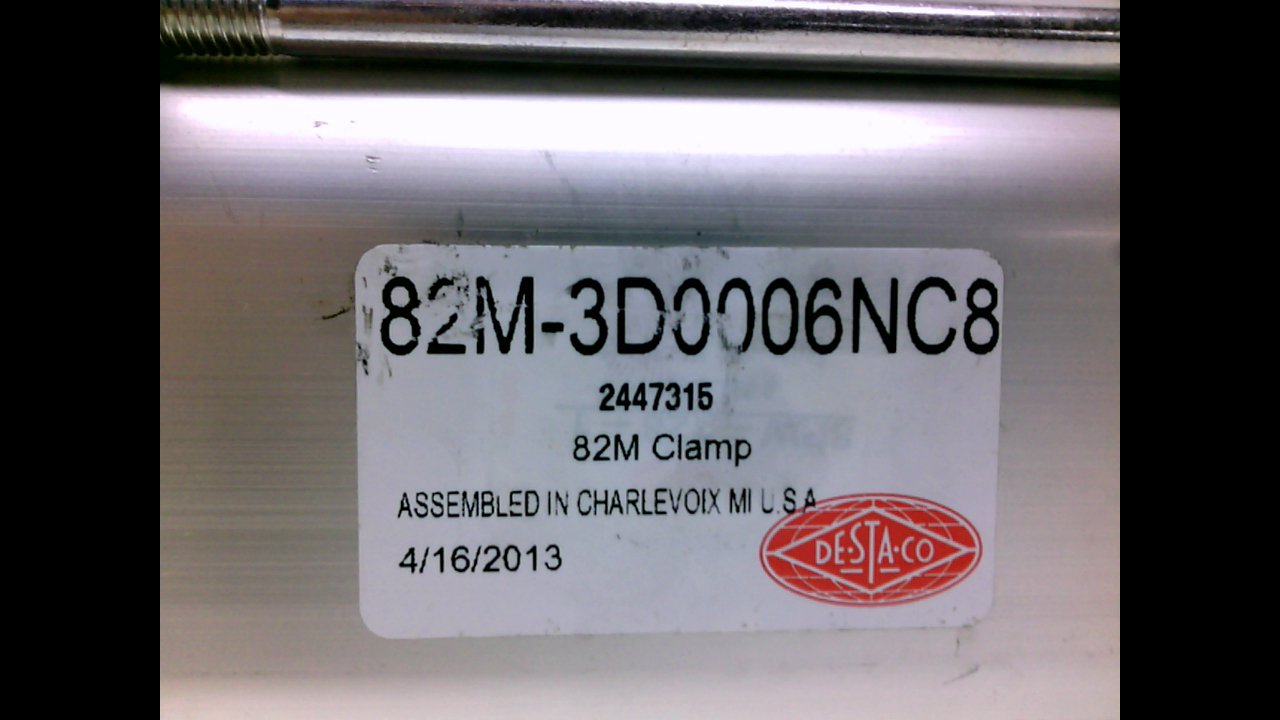 82M-3D0006NC8
2447315
82M Clamp
ASSEMBLED IN CHARLEVOIX MI U.S.A
4/16/2013
DE·STA·CO